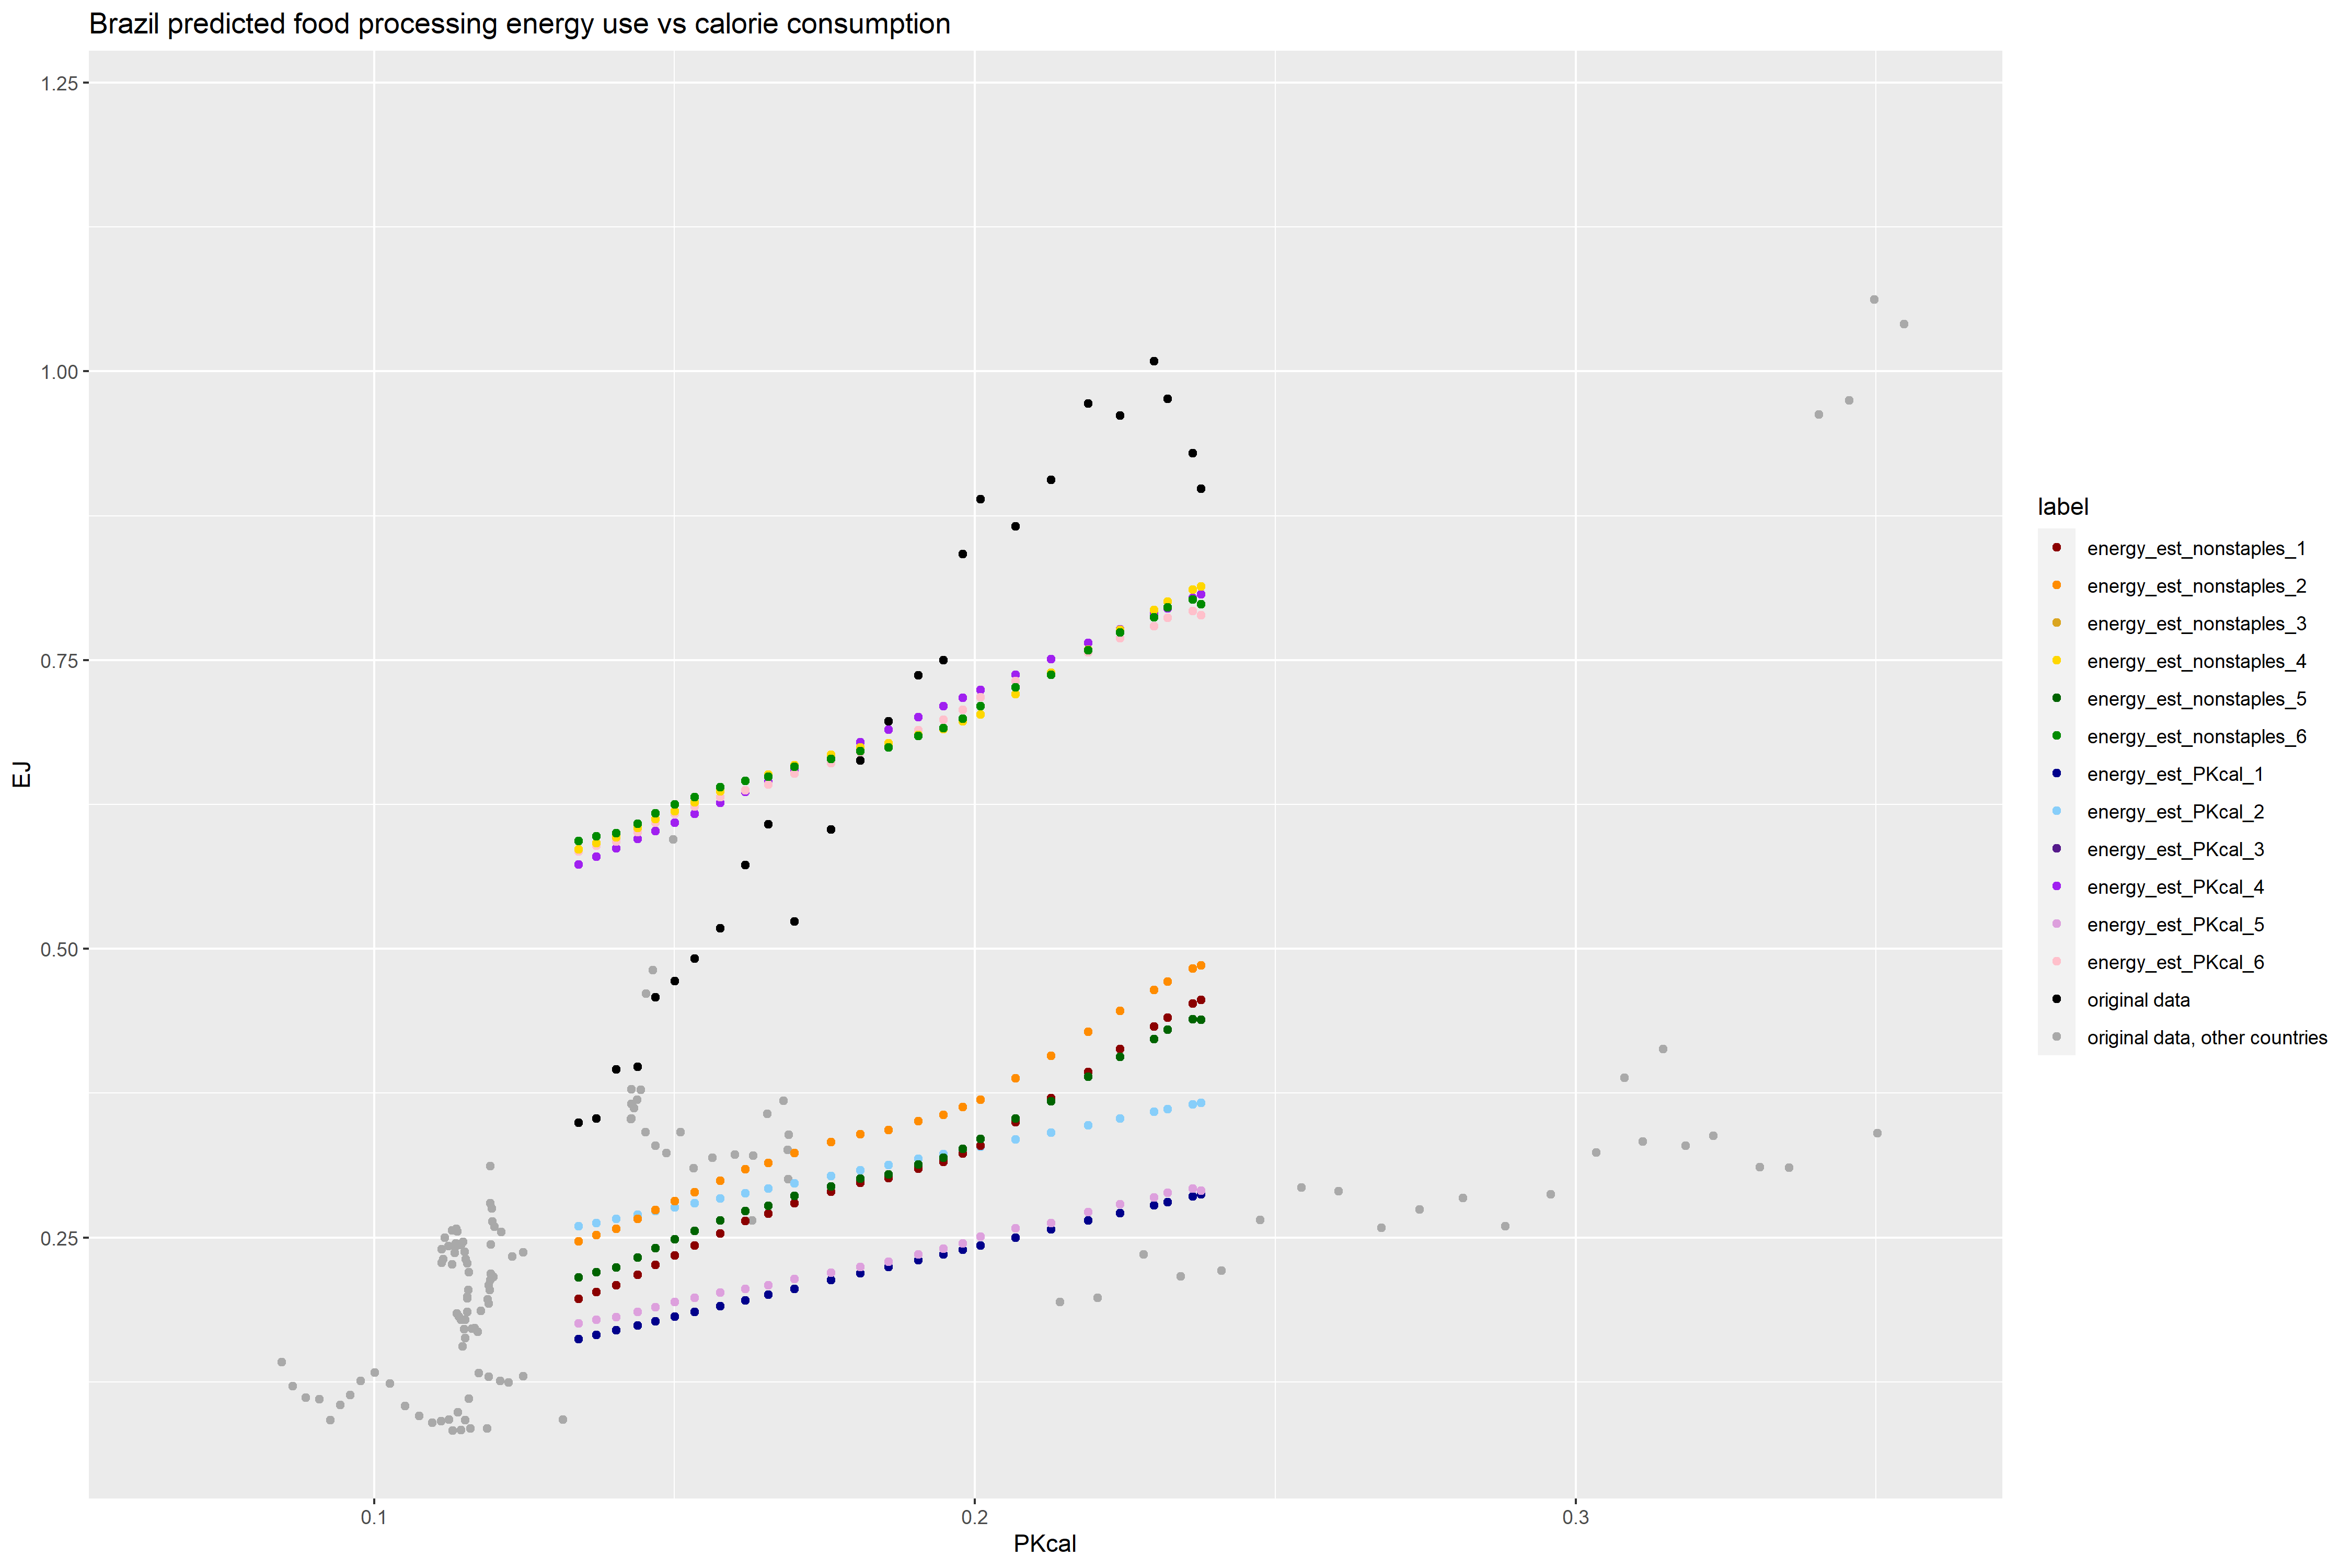 Brazil predicted food processing energy use vs calorie consumption
1.25
1.00
0.75
0.50
0.25
EJ
0.1
0.2
0.3
PKcal
label
energy_est_nonstaples_1
energy_est_nonstaples_2
energy_est_nonstaples_3
energy_est_nonstaples_4
energy_est_nonstaples_5
energy_est_nonstaples_6
energy_est_PKcal_1
energy_est_PKcal_2
energy_est_PKcal_3
energy_est_PKcal_4
energy_est_PKcal_5
energy_est_PKcal_6
original data
original data, other countries